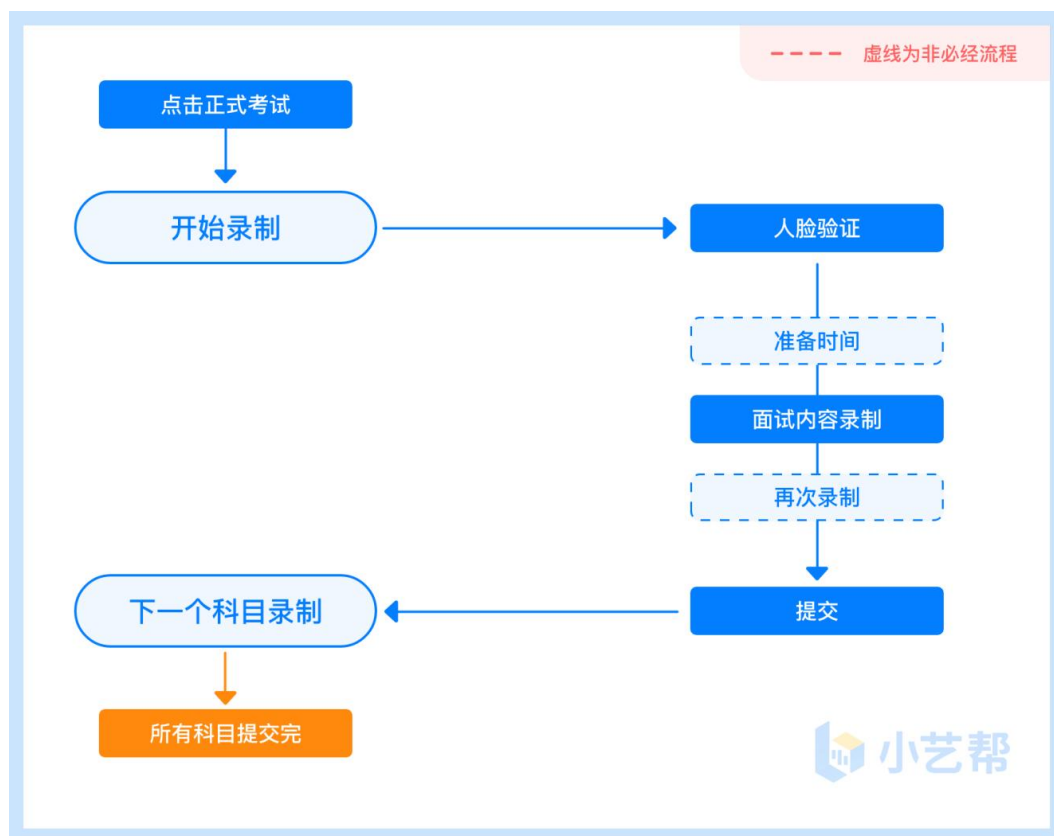 虚线为非必经流程
点击正式考试
开始录制
人脸验证
准备时间
面试内容录制
再次录制
下一个科目录制
提交
所有科目提交完
小艺帮